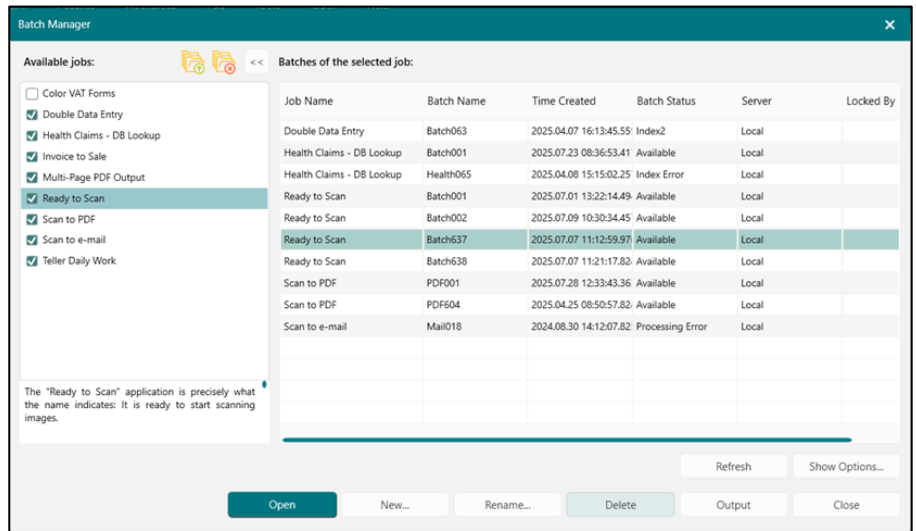 Batch Manager
Available jobs:
<<
Batches of the selected job:
Color VAT Forms
Double Data Entry
Health Claims - DB Lookup
Invoice to Sale
Multi-Page PDF Output
Ready to Scan
Scan to PDF
Scan to e-mail
Teller Daily Work
The "Ready to Scan" application is precisely what
the name indicates: It is ready to start scanning
images.
Job Name Batch Name Time Created Batch Status Server Locked By
Double Data Entry Batch063 2025.04.07 16:13:45.55 Index2 Local
Health Claims - DB Lookup Batch001 2025.07.23 08:36:53.41 Available Local
Health Claims - DB Lookup Health065 2025.04.08 15:15:02.25 Index Error Local
Ready to Scan Batch001 2025.07.01 13:22:14.49 Available Local
Ready to Scan Batch002 2025.07.09 10:30:34.45 Available Local
Ready to Scan Batch637 2025.07.07 11:12:59.97 Available Local
Ready to Scan Batch638 2025.07.07 11:21:17.82 Available Local
Scan to PDF PDF001 2025.07.28 12:33:43.36 Available Local
Scan to PDF PDF604 2025.04.25 08:50:57.82 Available Local
Scan to e-mail Mail018 2024.08.30 14:12:07.82 Processing Error Local
Refresh Show Options...
Open New... Rename... Delete Output Close